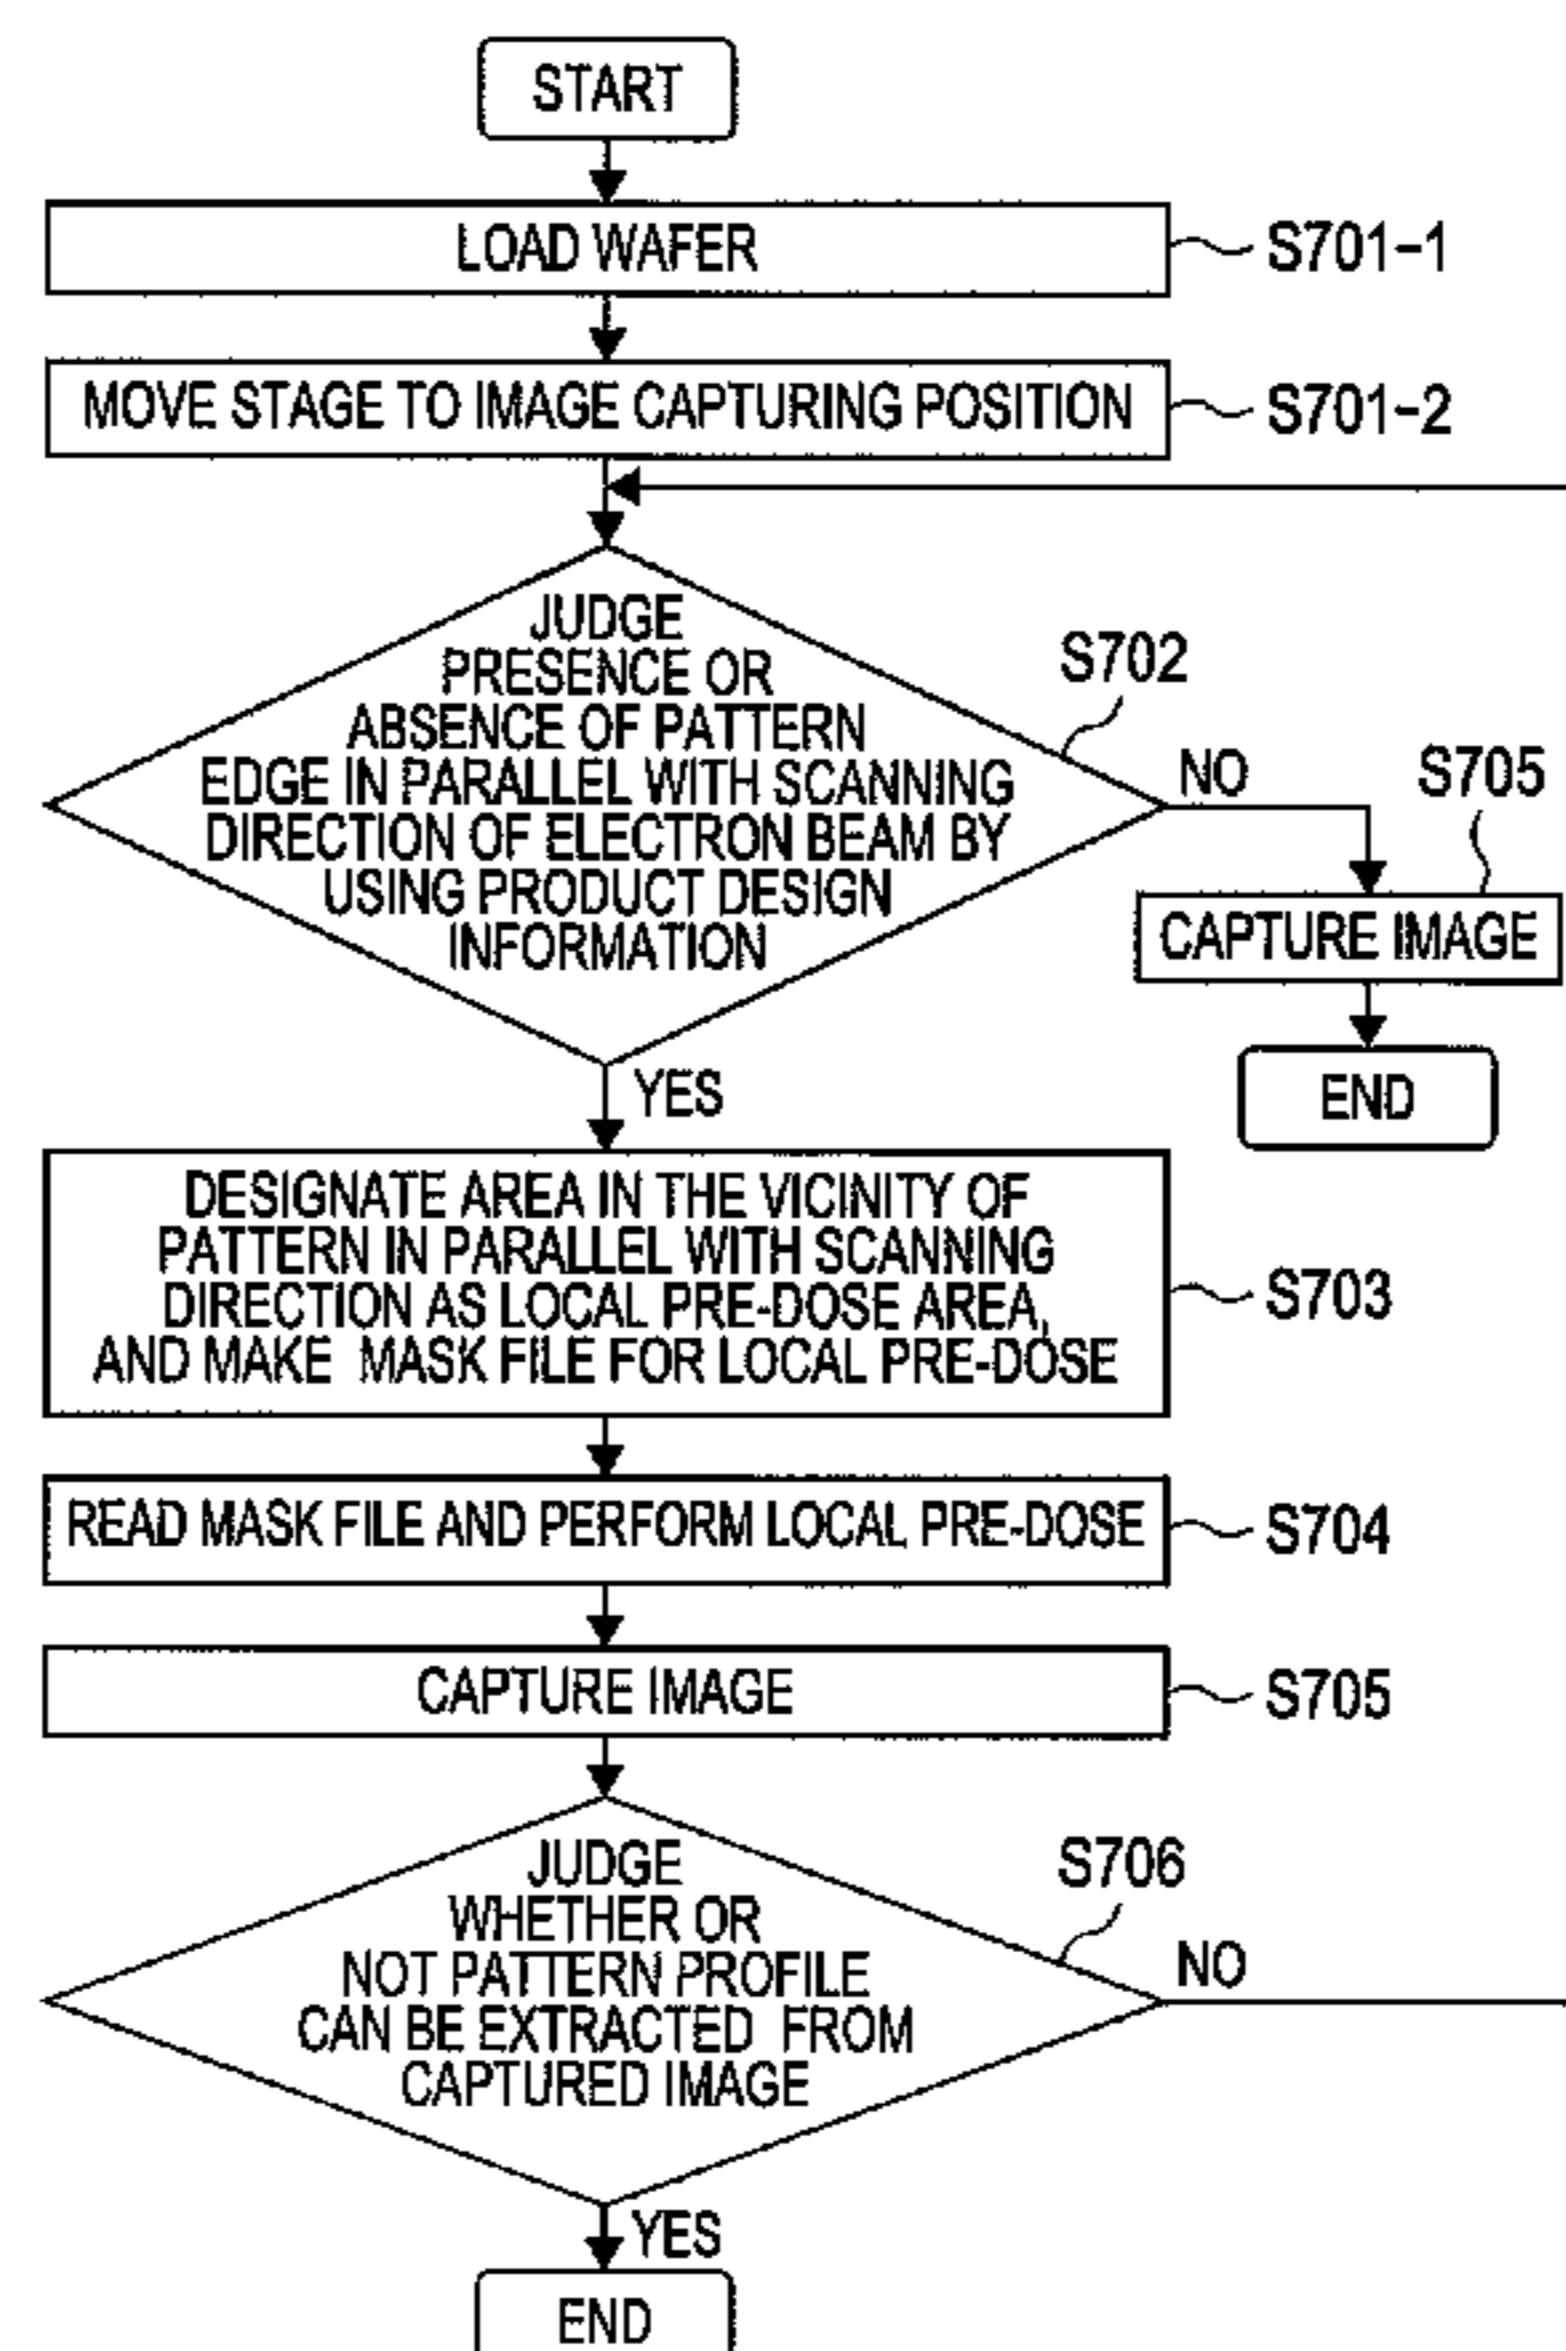 START
LOAD WAFER
S701-1
MOVE STAGE TO IMAGE CAPTURING POSITION
S701-2
JUDGE
PRESENCE OR
ABSENCE OF PATTERN
EDGE IN PARALLEL WITH SCANNING
DIRECTION OF ELECTRON BEAM BY
USING PRODUCT DESIGN
INFORMATION
S702
NO
S705
CAPTURE IMAGE
END
YES
DESIGNATE AREA IN THE VICINITY OF
PATTERN IN PARALLEL WITH SCANNING
DIRECTION AS LOCAL PRE-DOSE AREA,
AND MAKE MASK FILE FOR LOCAL PRE-DOSE
S703
READ MASK FILE AND PERFORM LOCAL PRE-DOSE
S704
CAPTURE IMAGE
S705
JUDGE
WHETHER OR
NOT PATTERN PROFILE
CAN BE EXTRACTED FROM
CAPTURED IMAGE
S706
NO
YES
END